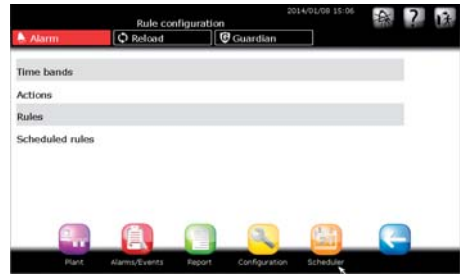 2014/01/08 15:06
Rule configuration
Alarm
Reload
Guardian
?
Time bands
Actions
Rules
Scheduled rules
Plant
Alarms/Events
Report
Configuration
Scheduler